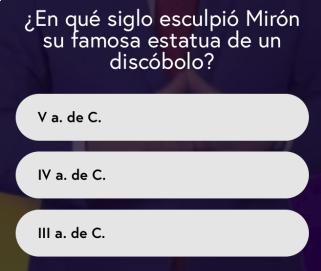 ¿En qué siglo esculpió Mirón
su famosa estatua de un
discóbolo?
V a. de C.
IV a. de C.
III a. de C.